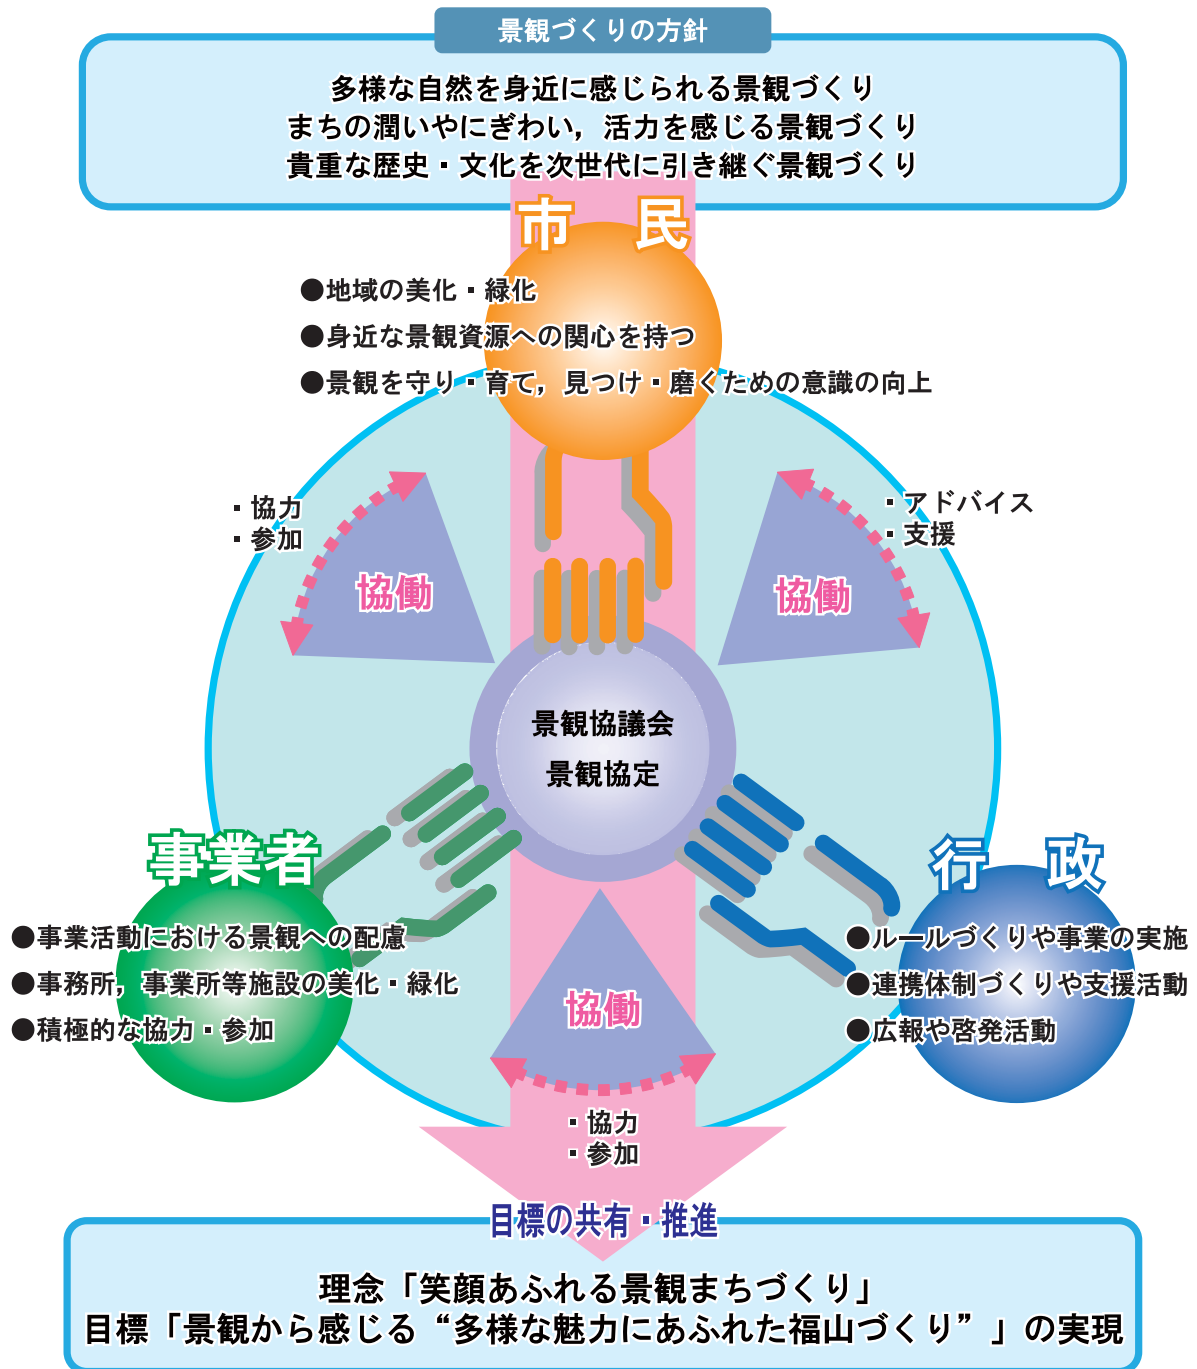 景観づくりの方針
多様な自然を身近に感じられる景観づくり
まちの潤いやにぎわい，活力を感じる景観づくり
貴重な歴史・文化を次世代に引き継ぐ景観づくり
市　民
●地域の美化・緑化
●身近な景観資源への関心を持つ
●景観を守り・育て，見つけ・磨くための意識の向上
・協力
・参加
協働
・アドバイス
・支援
協働
景観協議会
景観協定
事業者
●事業活動における景観への配慮
●事務所，事業所等施設の美化・緑化
●積極的な協力・参加
行　政
●ルールづくりや事業の実施
●連携体制づくりや支援活動
●広報や啓発活動
協働
・協力
・参加
目標の共有・推進
理念「笑顔あふれる景観まちづくり」
目標「景観から感じる“多様な魅力にあふれた福山づくり”」の実現